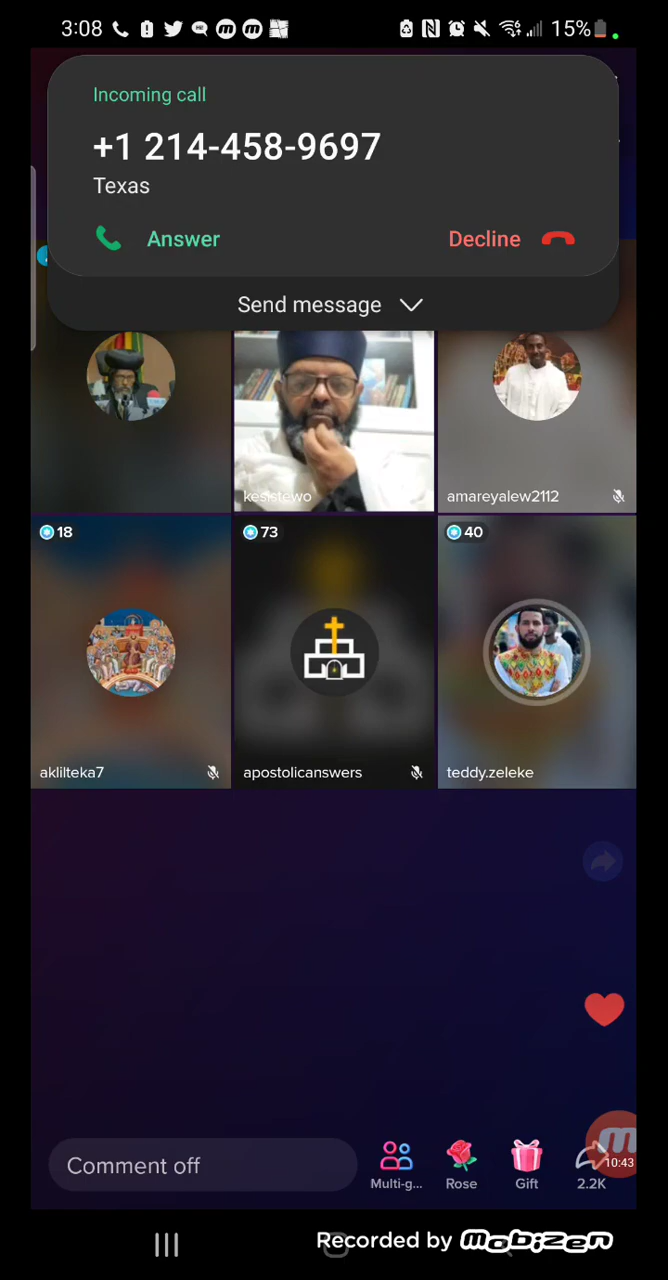 3:08 15%
Incoming call
+1 214-458-9697
Texas
Answer Decline
Send message
kesistewo amareyalew2112
18 73 40
aklilteka7 apostolicanswers teddy.zeleke
Comment off
Multi-g... Rose Gift 2.2K
10:43
Recorded by mobizen